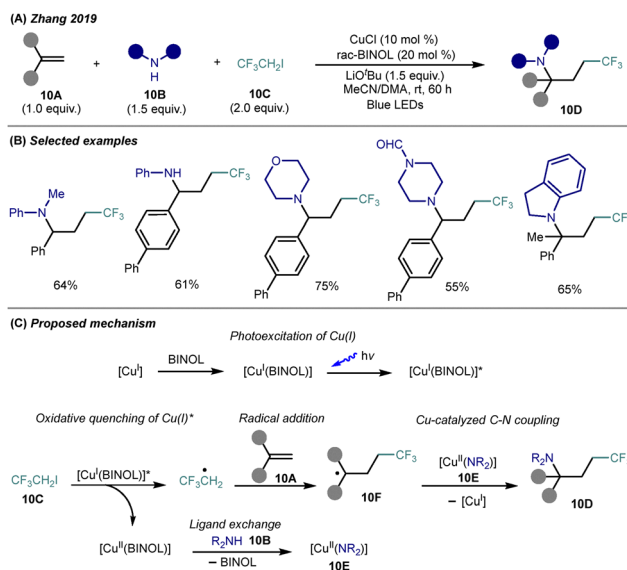 (A) Zhang 2019
10A
(1.0 equiv.)
+
N
H
10B
(1.5 equiv.)
+
CF3CH2I
10C
(2.0 equiv.)
CuCl (10 mol %)
rac-BINOL (20 mol %)
LiOtBu (1.5 equiv.)
MeCN/DMA, rt, 60 h
Blue LEDs
N
CF3
10D
(B) Selected examples
Ph N Me
CF3
Ph
64%
Ph NH
CF3
Ph
61%
O
N
CF3
Ph
75%
OHC
N
N
CF3
Ph
55%
N
Me
Ph
CF
65%
(C) Proposed mechanism
Photoexcitation of Cu(I)
[CuI] BINOL [CuI(BINOL)] hν [CuI(BINOL)]*
Oxidative quenching of Cu(I)* Radical addition Cu-catalyzed C-N coupling
CF3CH2I
10C
[CuI(BINOL)]*
CF3CH2
10A
CF3
10F
[CuII(NR2)]
10E
– [CuI]
R2N
CF
10D
Ligand exchange
[CuII(BINOL)] R2NH 10B [CuII(NR2)]
– BINOL 10E